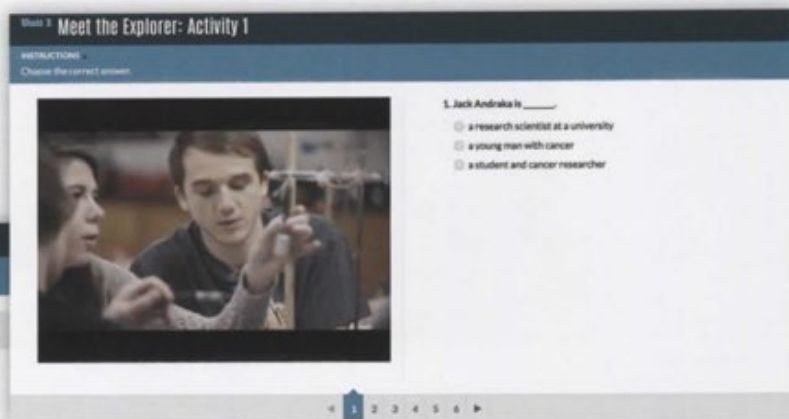 Meet the Explorer: Activity 1
INSTRUCTIONS
Choose the correct answer.
1. Jack Andraka is ______.
a research scientist at a university
a young man with cancer
a student and cancer researcher
1 2 3 4 5 6